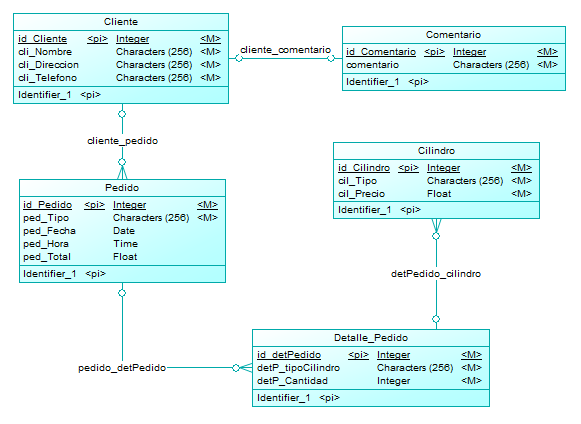 Cliente
id_Cliente <pi> Integer <M>
cli_Nombre Characters (256) <M>
cli_Direccion Characters (256) <M>
cli_Telefono Characters (256) <M>
Identifier_1 <pi>
cliente_comentario
Comentario
id_Comentario <pi> Integer <M>
comentario Characters (256) <M>
Identifier_1 <pi>
cliente_pedido
Cilindro
id_Cilindro <pi> Integer <M>
cil_Tipo Characters (256) <M>
cil_Precio Float <M>
Identifier_1 <pi>
Pedido
id_Pedido <pi> Integer <M>
ped_Tipo Characters (256) <M>
ped_Fecha Date
ped_Hora Time
ped_Total Float
Identifier_1 <pi>
detPedido_cilindro
pedido_detPedido
Detalle_Pedido
id_detPedido <pi> Integer <M>
detP_tipoCilindro Characters (256) <M>
detP_Cantidad Integer <M>
Identifier_1 <pi>